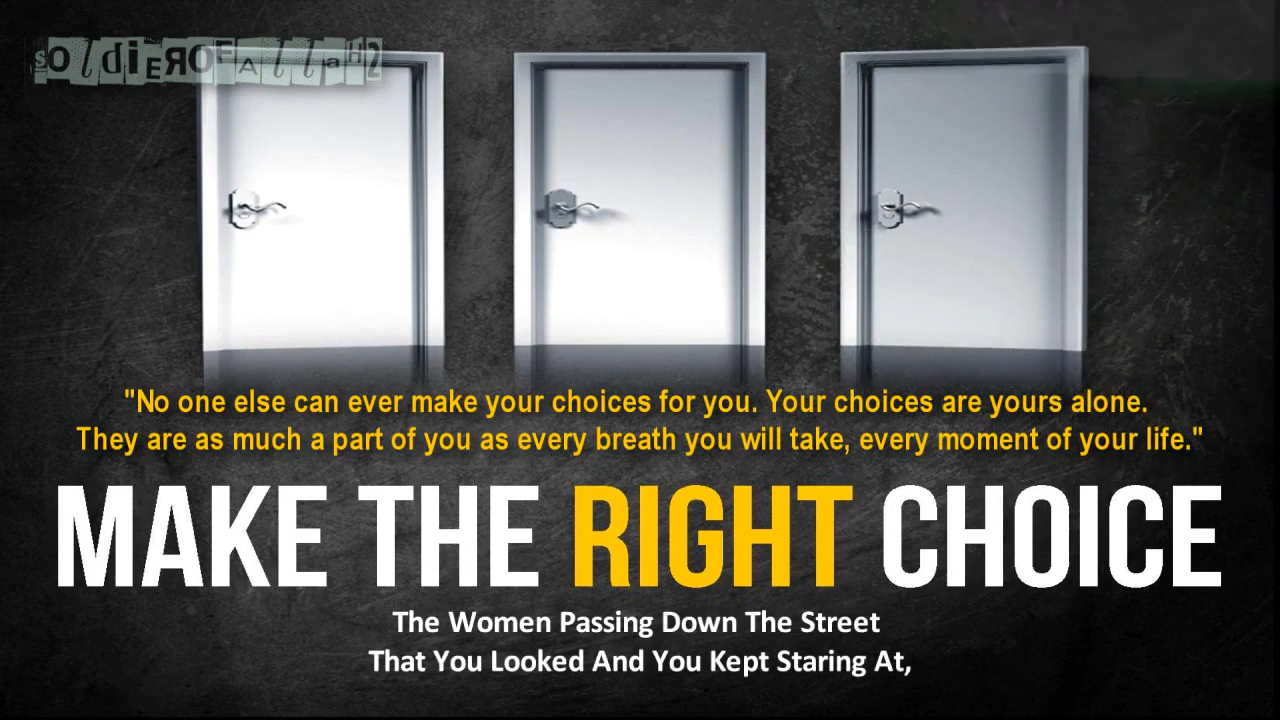 sOldiEROFAllaH2
"No one else can ever make your choices for you. Your choices are yours alone.
They are as much a part of you as every breath you will take, every moment of your life."
MAKE THE RIGHT CHOICE
The Women Passing Down The Street
That You Looked And You Kept Staring At,